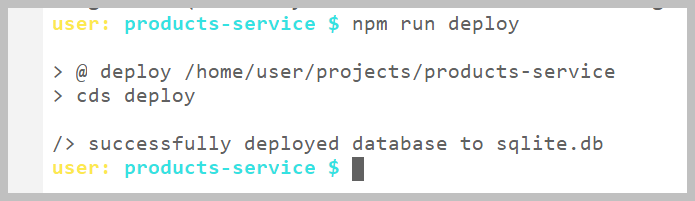 user: products-service $ npm run deploy
> @ deploy /home/user/projects/products-service
> cds deploy
/> successfully deployed database to sqlite.db
user: products-service $